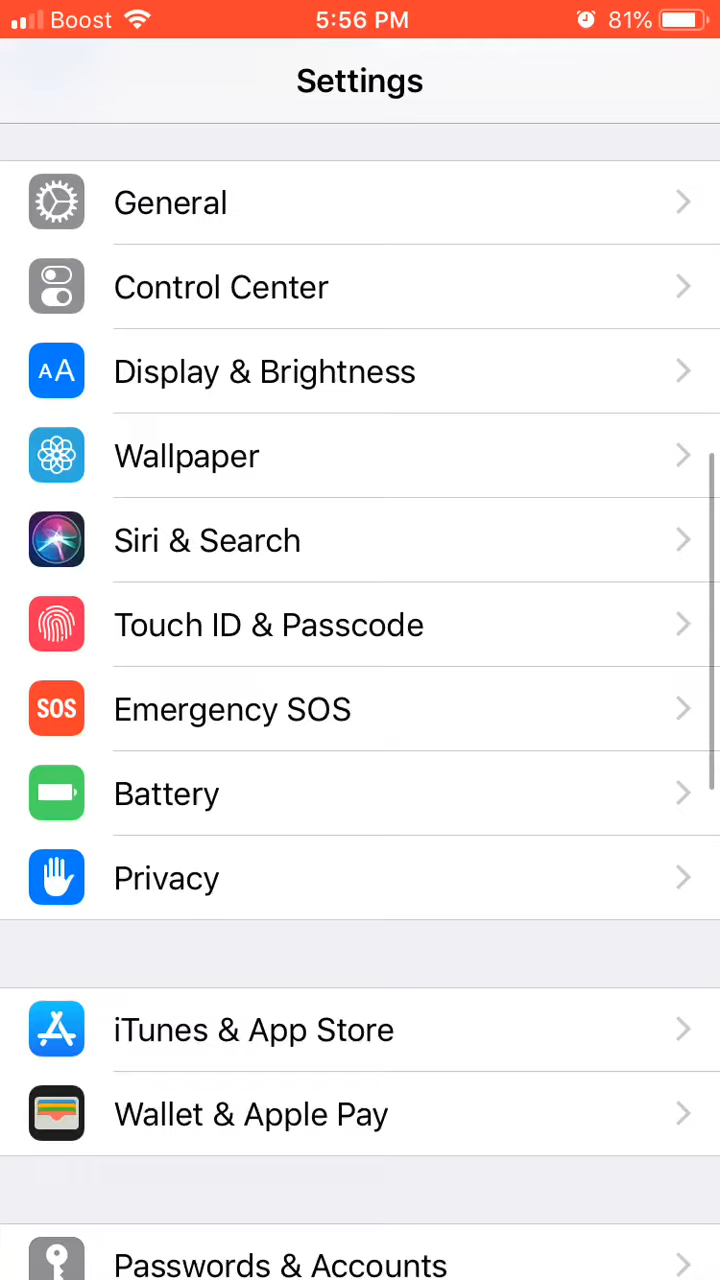 Boost 5:56 PM 81%
Settings
General
Control Center
AA Display & Brightness
Wallpaper
Siri & Search
Touch ID & Passcode
SOS Emergency SOS
Battery
Privacy
iTunes & App Store
Wallet & Apple Pay
Passwords & Accounts